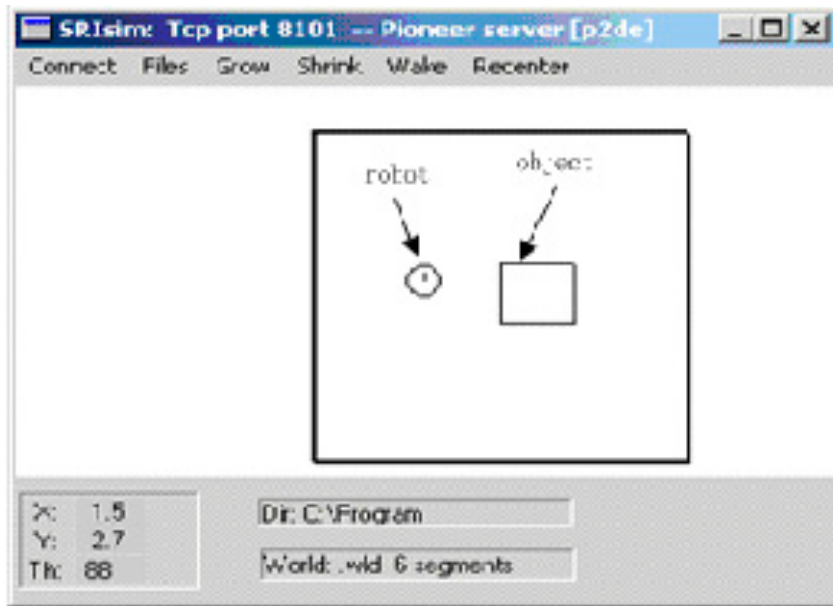 SRIsim: Tcp port 8101 -- Pioneer server [p2de]
Connect Files Grow Shrink Wake Recenter
robot
object
X: 1.5
Y: 2.7
Th: 88
Dir: C:\Program
World: .wld 6 segments